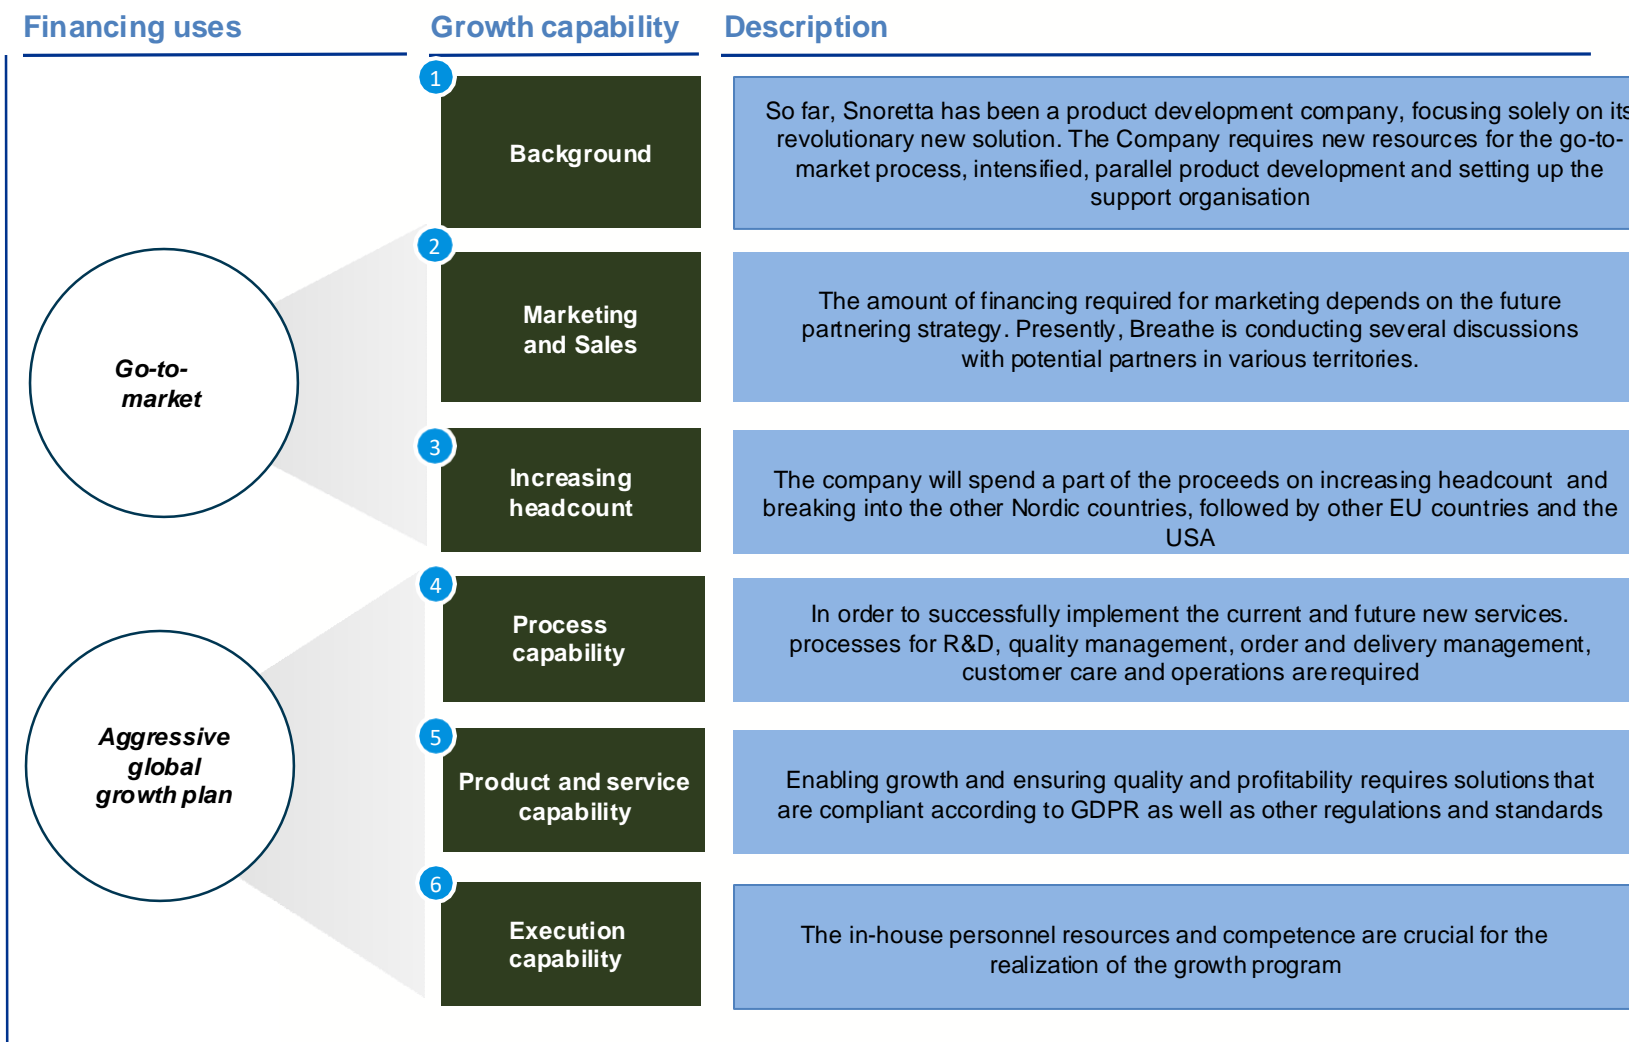 Financing uses
Growth capability
Description
1
Background
So far, Snoretta has been a product development company, focusing solely on its
revolutionary new solution. The Company requires new resources for the go-to-
market process, intensified, parallel product development and setting up the
support organisation
Go-to-
market
2
Marketing
and Sales
The amount of financing required for marketing depends on the future
partnering strategy. Presently, Breathe is conducting several discussions
with potential partners in various territories.
3
Increasing
headcount
The company will spend a part of the proceeds on increasing headcount and
breaking into the other Nordic countries, followed by other EU countries and the
USA
Aggressive
global
growth plan
4
Process
capability
In order to successfully implement the current and future new services.
processes for R&D, quality management, order and delivery management,
customer care and operations are required
5
Product and service
capability
Enabling growth and ensuring quality and profitability requires solutions that
are compliant according to GDPR as well as other regulations and standards
6
Execution
capability
The in-house personnel resources and competence are crucial for the
realization of the growth program